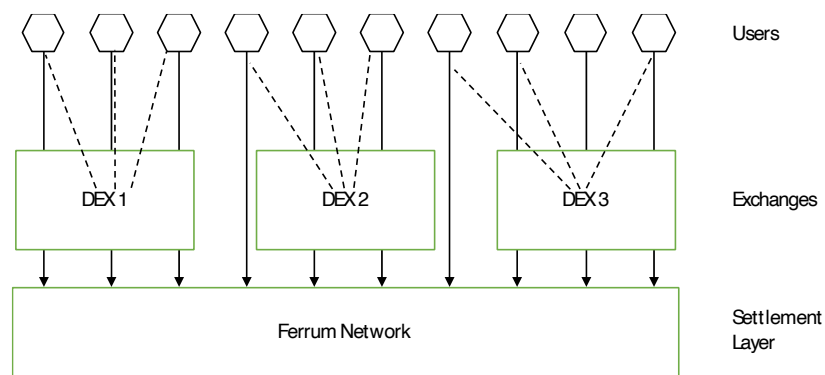 Users
DEX 1
DEX 2
DEX 3
Exchanges
Ferrum Network
Settlement
Layer